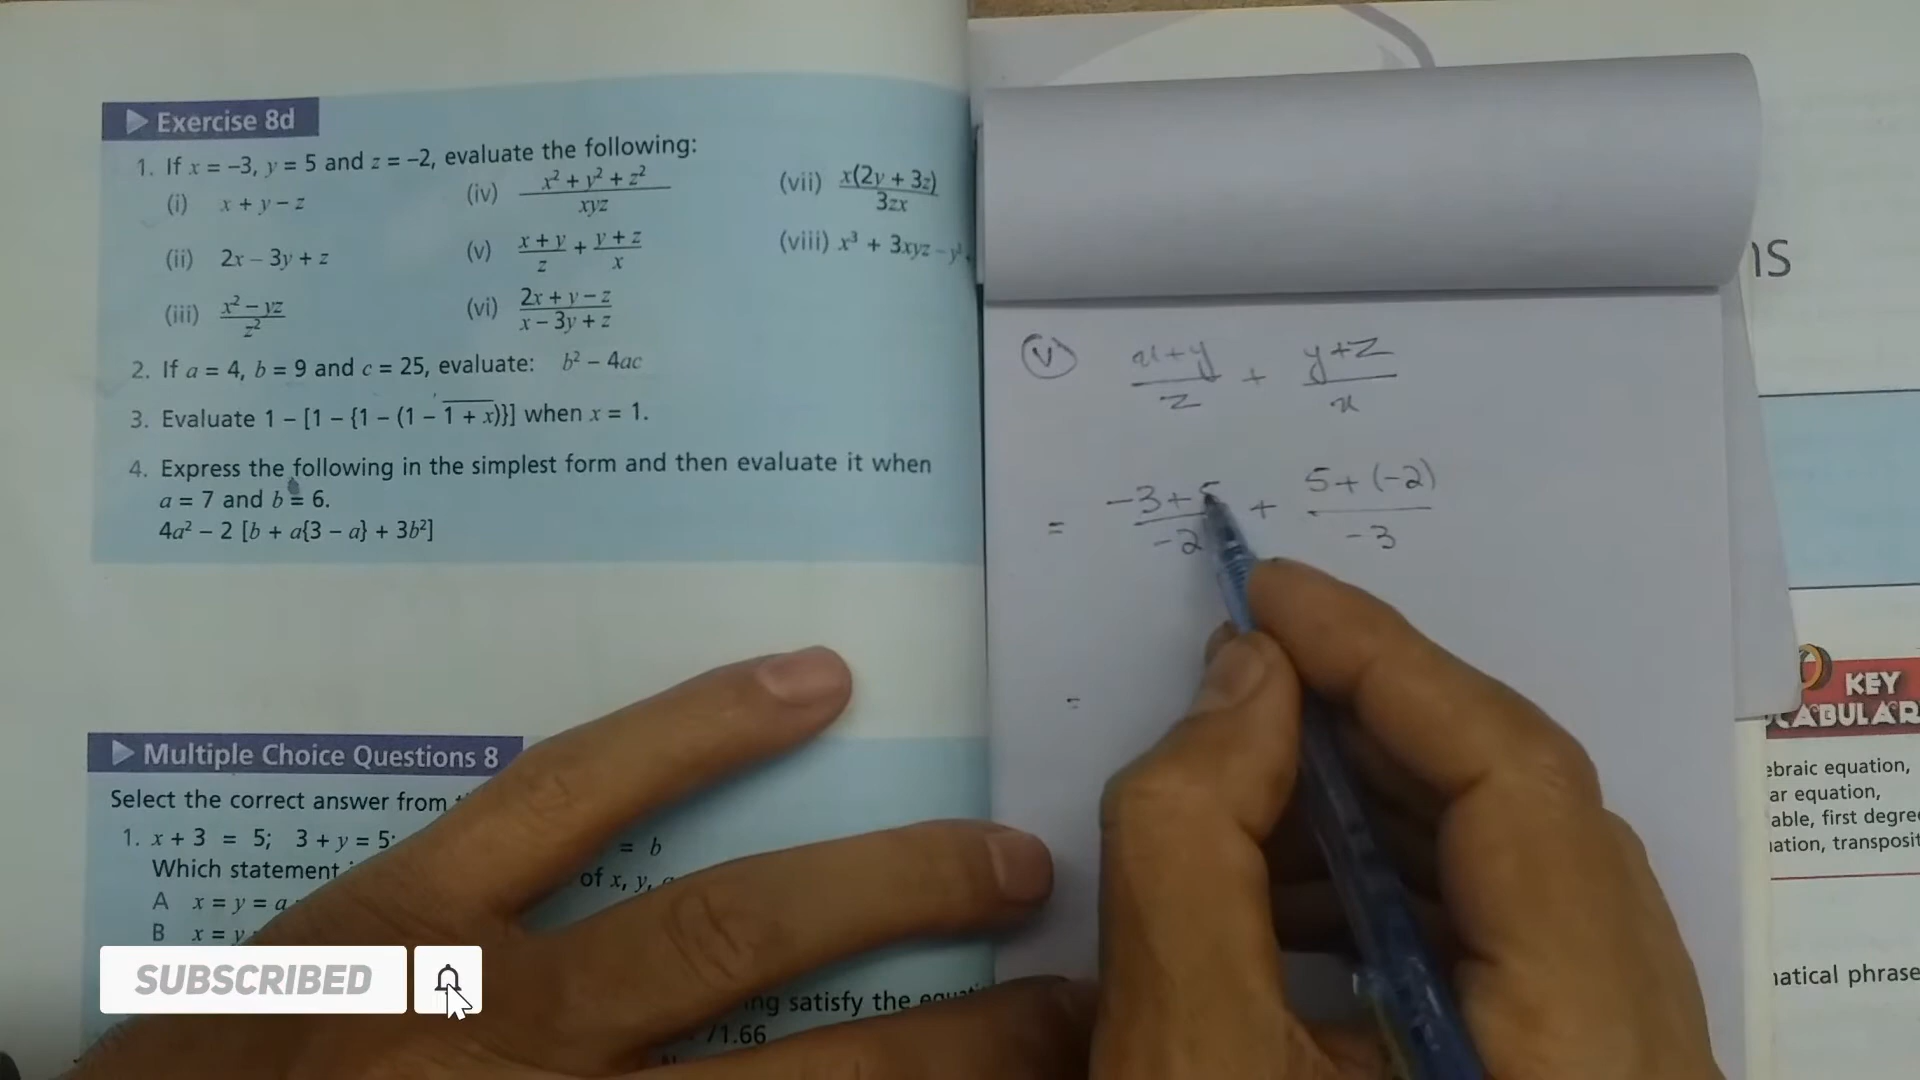 Exercise 8d
1. If x = –3, y = 5 and z = –2, evaluate the following:
(i) x + y – z
(iv) x² + y² + z² / xyz
(vii) x(2y + 3z) / 3zx
(ii) 2x – 3y + z
(v) x + y / z + y + z / x
(viii) x³ + 3xyz – y³
(iii) x² – yz / z²
(vi) 2x + y – z / x – 3y + z
2. If a = 4, b = 9 and c = 25, evaluate: b² – 4ac
3. Evaluate 1 – [1 – {1 – (1 – 1 + x)}] when x = 1.
4. Express the following in the simplest form and then evaluate it when
a = 7 and b = 6.
4a² – 2 [b + a{3 – a} + 3b²]
Multiple Choice Questions 8
Select the correct answer from
1. x + 3 = 5; 3 + y = 5;
= b
Which statement
of x, y,
A x = y = a
B x = y
SUBSCRIBED
ing satisfy the
71.66
(v) x+y / z + y+z / x
= -3+5 / -2 + 5+(-2) / -3
=
ns
KEY
CABULAR
ebraic equation,
ar equation,
able, first degre
ation, transposit
atical phrase